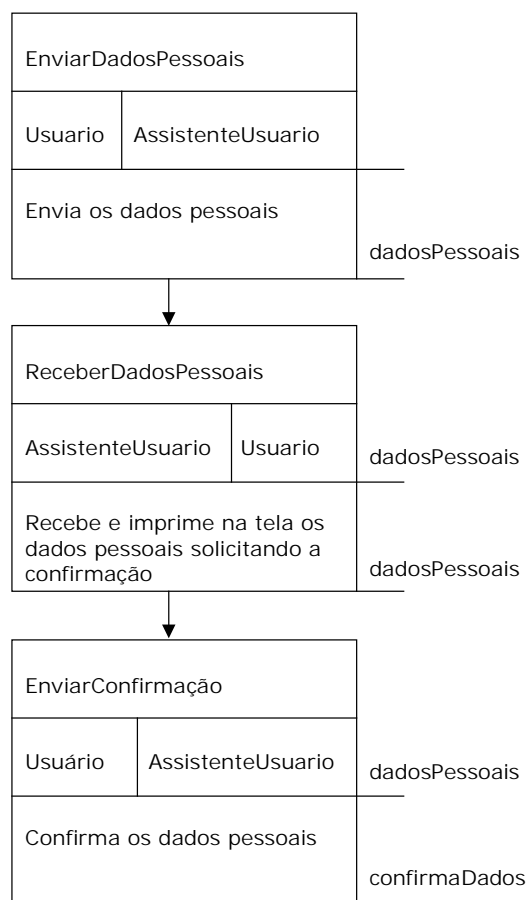 EnviarDadosPessoais
Usuario
AssistenteUsuario
Envia os dados pessoais
dadosPessoais
ReceberDadosPessoais
AssistenteUsuario
Usuario
dadosPessoais
Recebe e imprime na tela os
dados pessoais solicitando a
confirmação
dadosPessoais
EnviarConfirmação
Usuário
AssistenteUsuario
dadosPessoais
Confirma os dados pessoais
confirmaDados